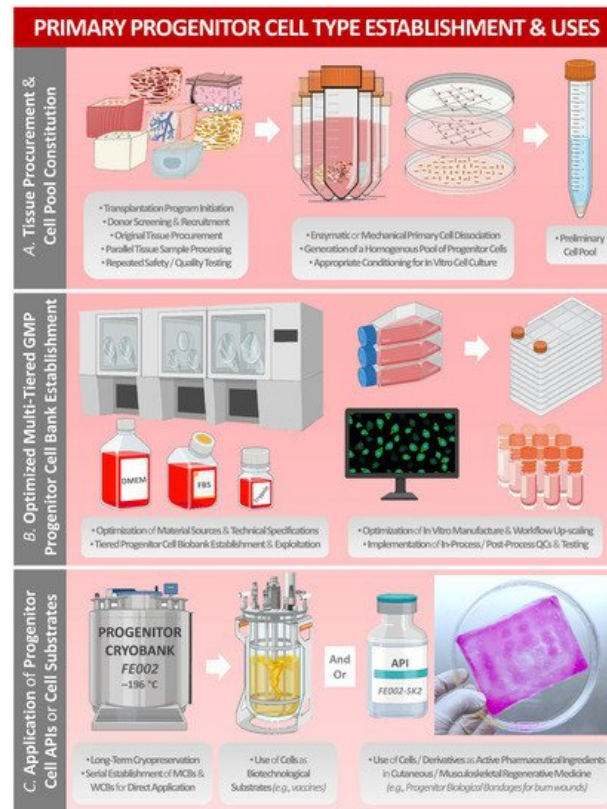 PRIMARY PROGENITOR CELL TYPE ESTABLISHMENT & USES
A. Tissue Procurement &
Cell Pool Constitution
•Transplantation Program Initiation
•Donor Screening & Recruitment
•Original Tissue Procurement
•Parallel Tissue Sample Processing
•Repeated Safety / Quality Testing
•Enzymatic or Mechanical Primary Cell Dissociation
•Generation of a Homogenous Pool of Progenitor Cells
•Appropriate Conditioning for In Vitro Cell Culture
•Preliminary
Cell Pool
B. Optimized Multi-Tiered GMP
Progenitor Cell Bank Establishment
DMEM
FBS
•Optimization of Material Sources & Technical Specifications
•Tiered Progenitor Cell Biobank Establishment & Exploitation
•Optimization of In Vitro Manufacture & Workflow Up-scaling
•Implementation of In-Process / Post-Process QCs & Testing
C. Application of Progenitor
Cell APIs or Cell Substrates
PROGENITOR
CRYOBANK
FE002
–196 °C
And
Or
API
FE002-SK2
•Long-Term Cryopreservation
•Serial Establishment of MCBs &
WCBs for Direct Application
•Use of Cells as
Biotechnological
Substrates (e.g., vaccines)
•Use of Cells / Derivatives as Active Pharmaceutical Ingredients
in Cutaneous / Musculoskeletal Regenerative Medicine
(e.g., Progenitor Biological Bandages for burn wounds)